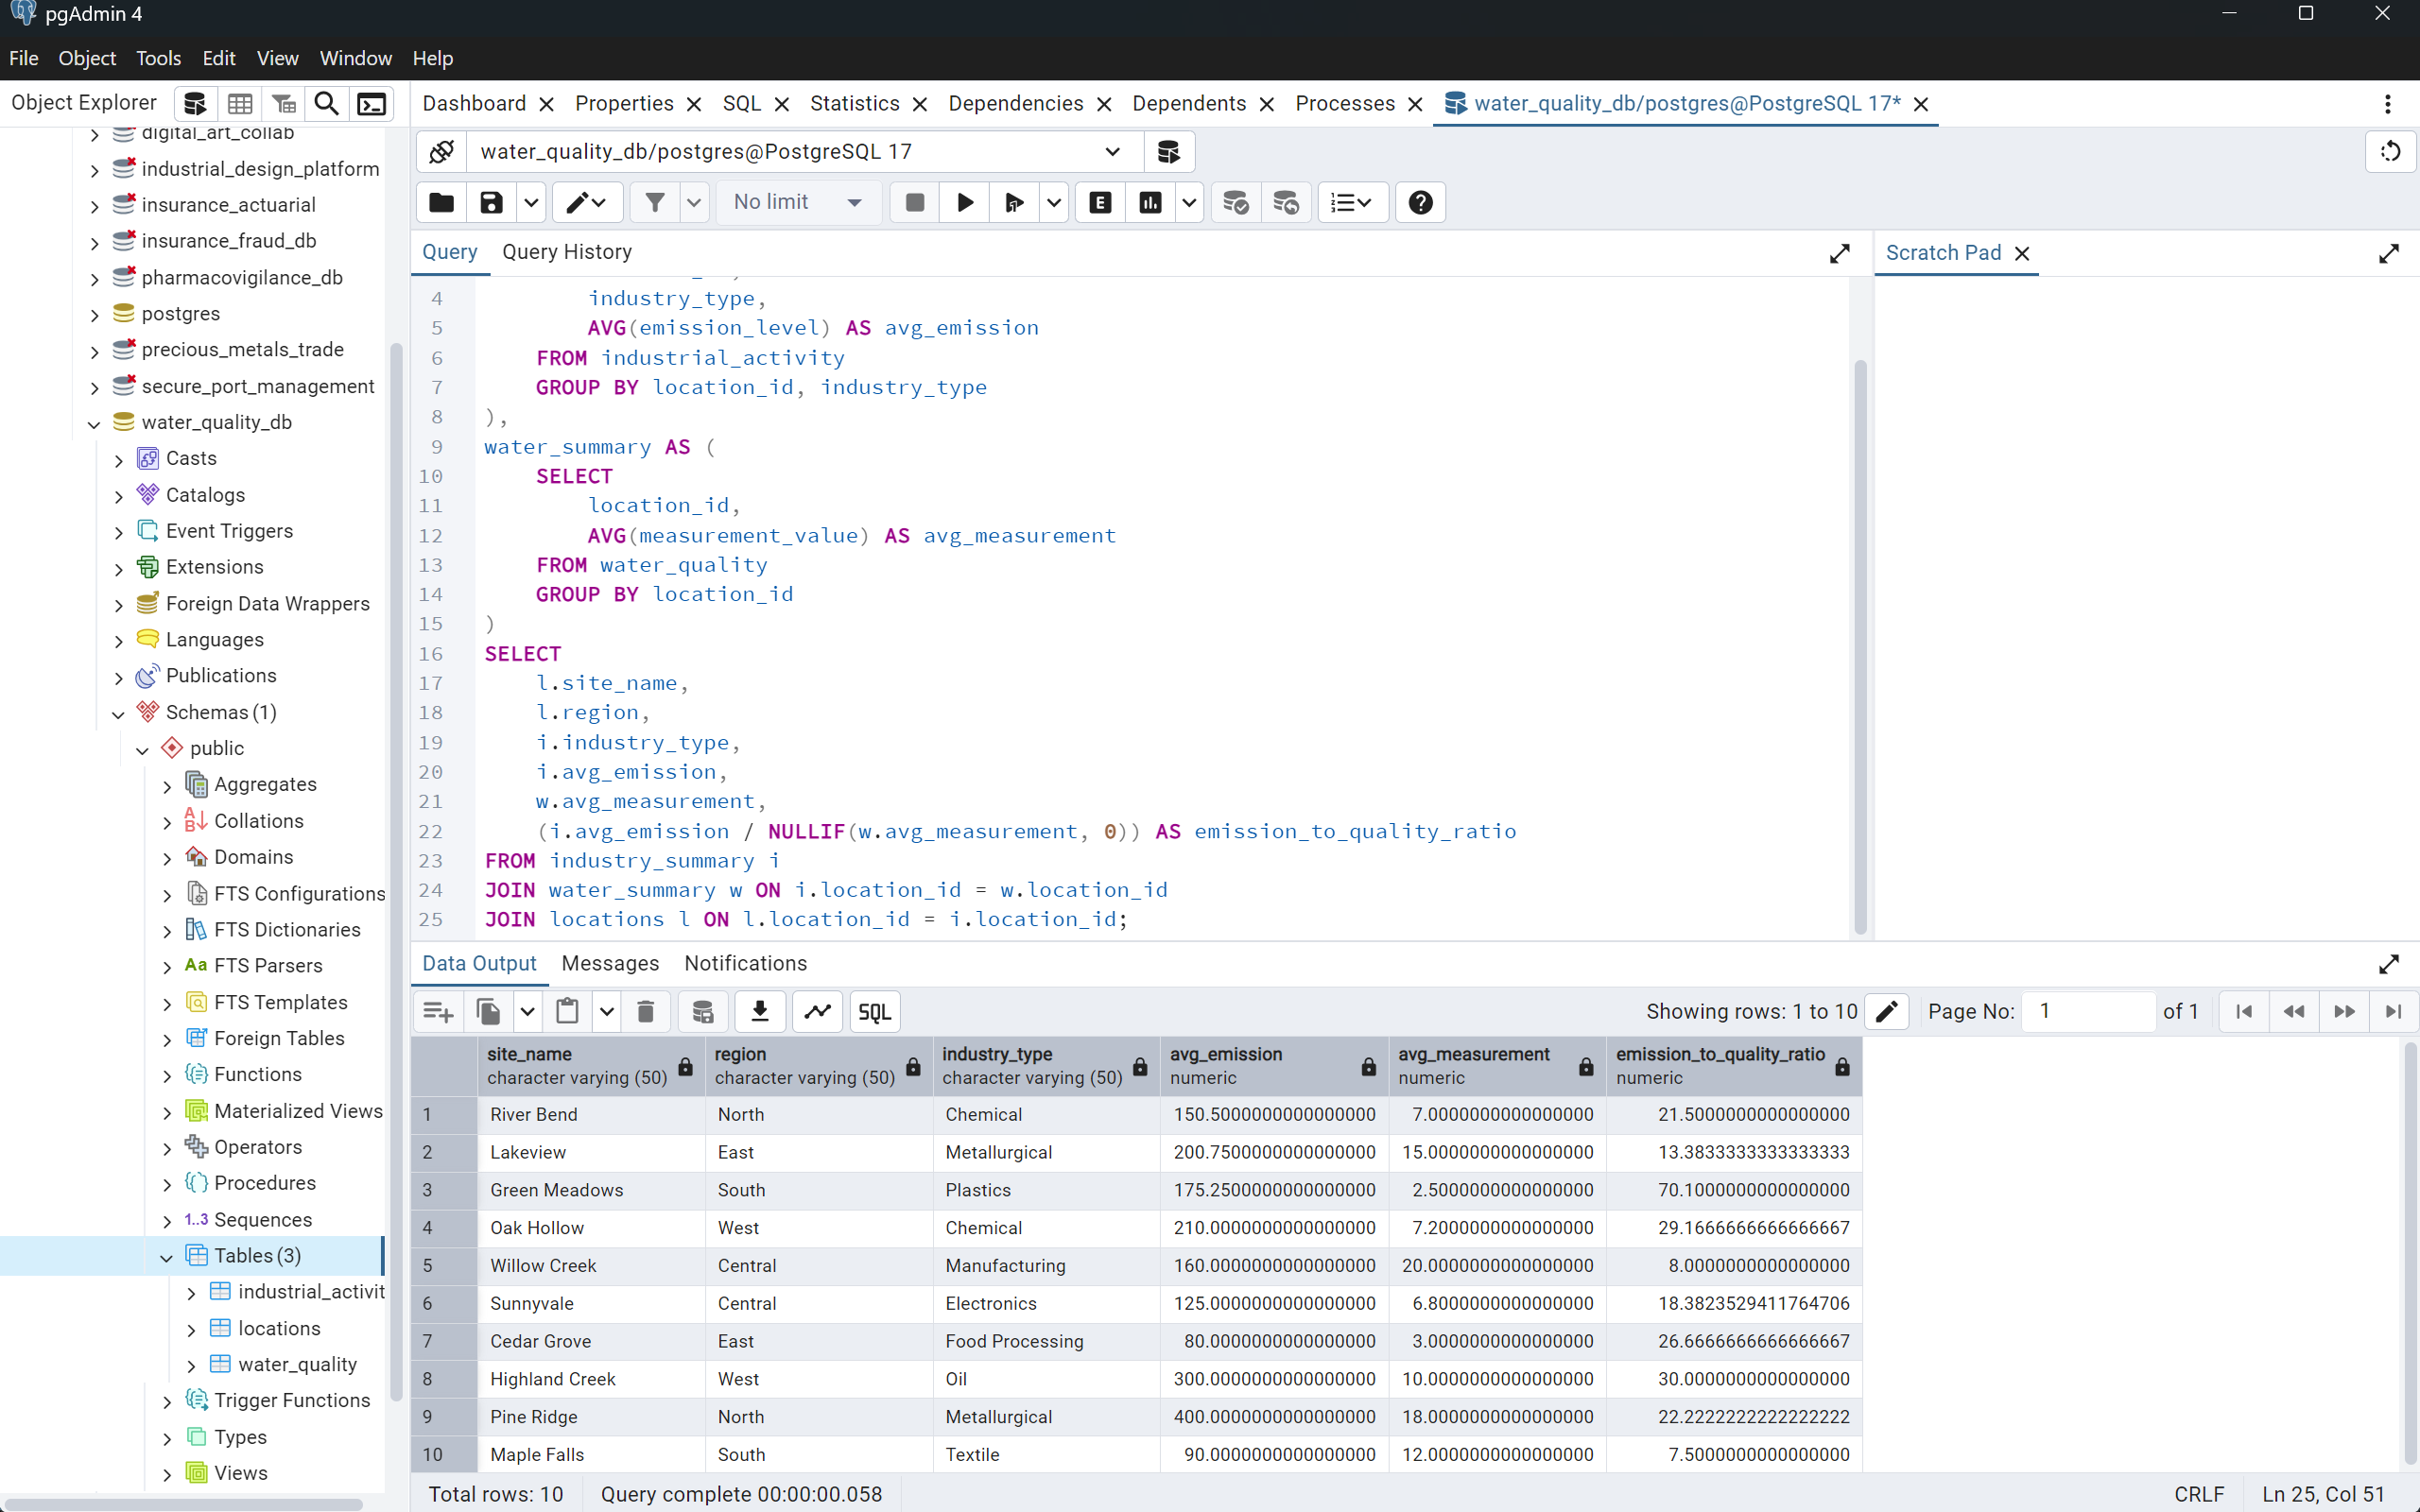 pgAdmin 4
File Object Tools Edit View Window Help
Object Explorer
Dashboard Properties SQL Statistics Dependencies Dependents Processes water_quality_db/postgres@PostgreSQL 17*
digital_art_collab
industrial_design_platform
insurance_actuarial
insurance_fraud_db
pharmacovigilance_db
postgres
precious_metals_trade
secure_port_management
water_quality_db
Casts
Catalogs
Event Triggers
Extensions
Foreign Data Wrappers
Languages
Publications
Schemas (1)
public
Aggregates
Collations
Domains
FTS Configurations
FTS Dictionaries
Aa FTS Parsers
FTS Templates
Foreign Tables
Functions
Materialized Views
Operators
Procedures
1..3 Sequences
Tables (3)
industrial_activit
locations
water_quality
Trigger Functions
Types
Views
water_quality_db/postgres@PostgreSQL 17
No limit
E
Query Query History
Scratch Pad
4 industry_type,
5 AVG(emission_level) AS avg_emission
6 FROM industrial_activity
7 GROUP BY location_id, industry_type
8 ),
9 water_summary AS (
10 SELECT
11 location_id,
12 AVG(measurement_value) AS avg_measurement
13 FROM water_quality
14 GROUP BY location_id
15 )
16 SELECT
17 l.site_name,
18 l.region,
19 i.industry_type,
20 i.avg_emission,
21 w.avg_measurement,
22 (i.avg_emission / NULLIF(w.avg_measurement, 0)) AS emission_to_quality_ratio
23 FROM industry_summary i
24 JOIN water_summary w ON i.location_id = w.location_id
25 JOIN locations l ON l.location_id = i.location_id;
Data Output Messages Notifications
SQL Showing rows: 1 to 10 Page No: 1 of 1
site_name region industry_type avg_emission avg_measurement emission_to_quality_ratio
character varying (50) character varying (50) character varying (50) numeric numeric numeric
1 River Bend North Chemical 150.5000000000000000 7.0000000000000000 21.5000000000000000
2 Lakeview East Metallurgical 200.7500000000000000 15.0000000000000000 13.3833333333333333
3 Green Meadows South Plastics 175.2500000000000000 2.5000000000000000 70.1000000000000000
4 Oak Hollow West Chemical 210.0000000000000000 7.2000000000000000 29.1666666666666667
5 Willow Creek Central Manufacturing 160.0000000000000000 20.0000000000000000 8.0000000000000000
6 Sunnyvale Central Electronics 125.0000000000000000 6.8000000000000000 18.3823529411764706
7 Cedar Grove East Food Processing 80.0000000000000000 3.0000000000000000 26.6666666666666667
8 Highland Creek West Oil 300.0000000000000000 10.0000000000000000 30.0000000000000000
9 Pine Ridge North Metallurgical 400.0000000000000000 18.0000000000000000 22.2222222222222222
10 Maple Falls South Textile 90.0000000000000000 12.0000000000000000 7.5000000000000000
Total rows: 10 Query complete 00:00:00.058 CRLF Ln 25, Col 51